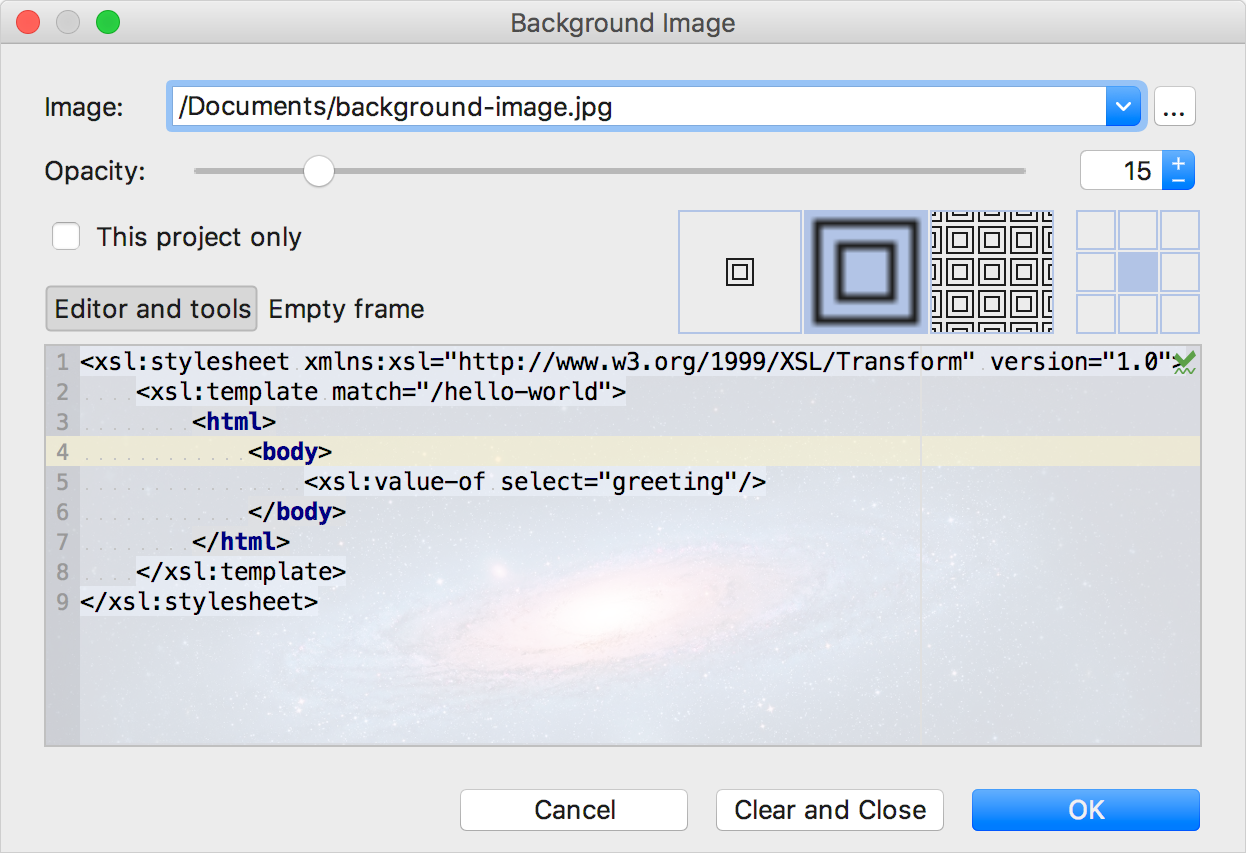 Background Image
Image: /Documents/background-image.jpg ...
Opacity: 15 + −
This project only
Editor and tools Empty frame
1 <xsl:stylesheet xmlns:xsl="http://www.w3.org/1999/XSL/Transform" version="1.0">
2     <xsl:template match="/hello-world">
3         <html>
4             <body>
5                 <xsl:value-of select="greeting"/>
6             </body>
7         </html>
8     </xsl:template>
9 </xsl:stylesheet>
Cancel Clear and Close OK